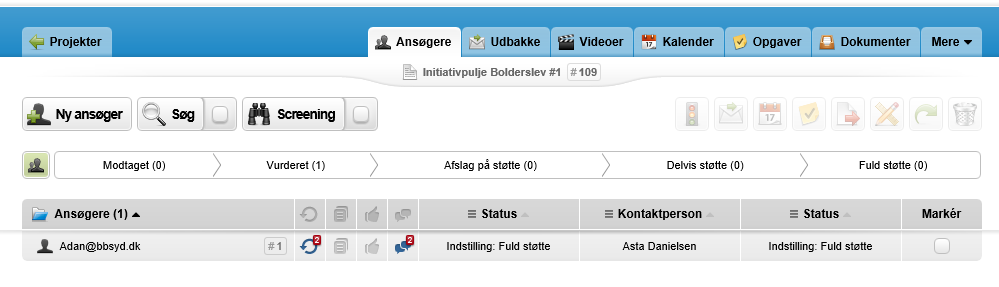 Projekter
Ansøgere
Udbakke
Videoer
17
Kalender
Opgaver
Dokumenter
Mere
Initiativpulje Bolderslev #1 #109
Ny ansøger
Søg
Screening
17
Modtaget (0)
Vurderet (1)
Afslag på støtte (0)
Delvis støtte (0)
Fuld støtte (0)
Ansøgere (1)
Status
Kontaktperson
Status
Markér
Adan@bbsyd.dk
#1
2
2
Indstilling: Fuld støtte
Asta Danielsen
Indstilling: Fuld støtte